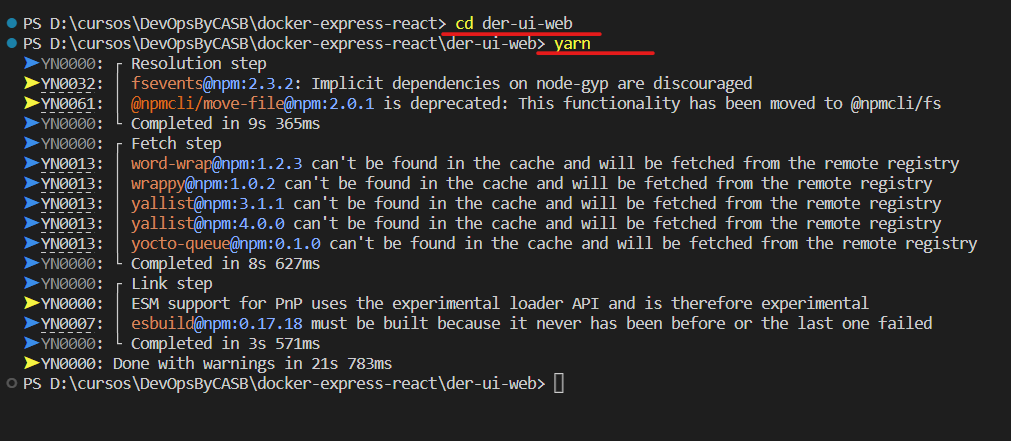 PS D:\cursos\DevOpsByCASB\docker-express-react> cd der-ui-web
PS D:\cursos\DevOpsByCASB\docker-express-react\der-ui-web> yarn
➤YN0000: ┌ Resolution step
➤YN0032: │ fsevents@npm:2.3.2: Implicit dependencies on node-gyp are discouraged
➤YN0061: │ @npmcli/move-file@npm:2.0.1 is deprecated: This functionality has been moved to @npmcli/fs
➤YN0000: └ Completed in 9s 365ms
➤YN0000: ┌ Fetch step
➤YN0013: │ word-wrap@npm:1.2.3 can't be found in the cache and will be fetched from the remote registry
➤YN0013: │ wrappy@npm:1.0.2 can't be found in the cache and will be fetched from the remote registry
➤YN0013: │ yallist@npm:3.1.1 can't be found in the cache and will be fetched from the remote registry
➤YN0013: │ yallist@npm:4.0.0 can't be found in the cache and will be fetched from the remote registry
➤YN0013: │ yocto-queue@npm:0.1.0 can't be found in the cache and will be fetched from the remote registry
➤YN0000: └ Completed in 8s 627ms
➤YN0000: ┌ Link step
➤YN0000: │ ESM support for PnP uses the experimental loader API and is therefore experimental
➤YN0007: │ esbuild@npm:0.17.18 must be built because it never has been before or the last one failed
➤YN0000: └ Completed in 3s 571ms
➤YN0000: Done with warnings in 21s 783ms
PS D:\cursos\DevOpsByCASB\docker-express-react\der-ui-web>